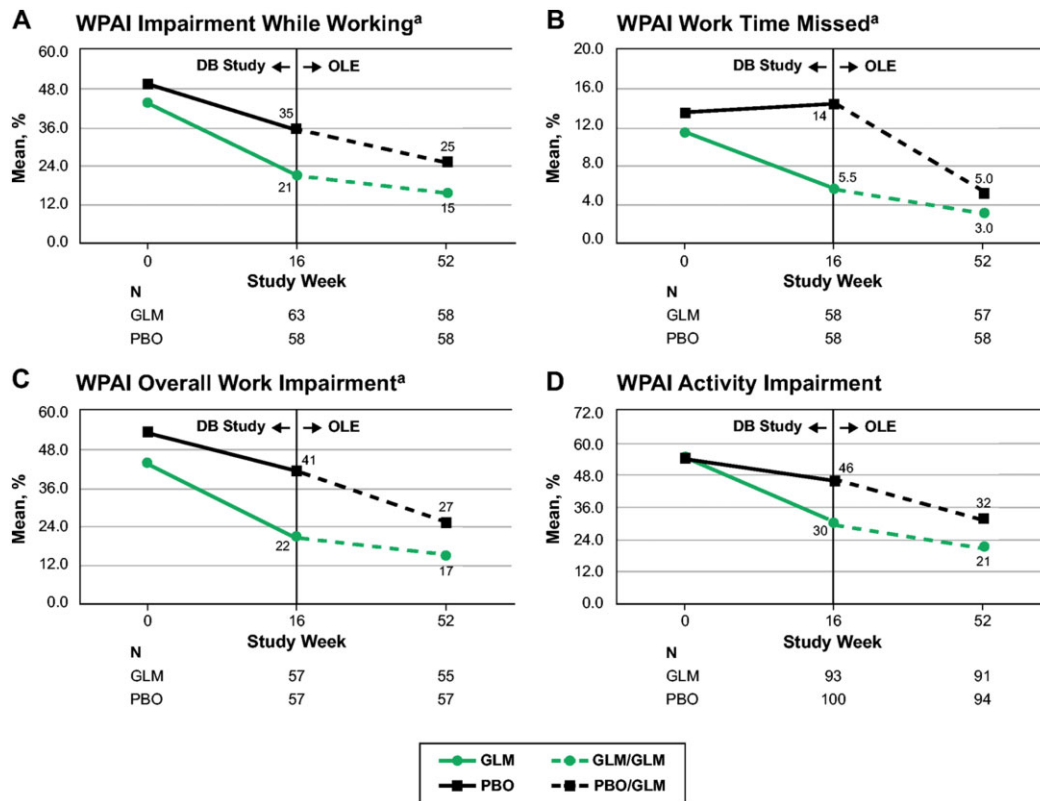 A WPAI Impairment While Workingᵃ
60.0
48.0
36.0
24.0
12.0
0.0
Mean, %
DB Study ← → OLE
35
21
25
15
0 16 52
Study Week
N
GLM 63 58
PBO 58 58
B WPAI Work Time Missedᵃ
20.0
16.0
12.0
8.0
4.0
0.0
Mean, %
DB Study ← → OLE
14
5.5
5.0
3.0
0 16 52
Study Week
N
GLM 58 57
PBO 58 58
C WPAI Overall Work Impairmentᵃ
60.0
48.0
36.0
24.0
12.0
0.0
Mean, %
DB Study ← → OLE
41
22
27
17
0 16 52
Study Week
N
GLM 57 55
PBO 57 57
D WPAI Activity Impairment
72.0
60.0
48.0
36.0
24.0
12.0
0.0
Mean, %
DB Study ← → OLE
46
30
32
21
0 16 52
Study Week
N
GLM 93 91
PBO 100 94
GLM GLM/GLM
PBO PBO/GLM